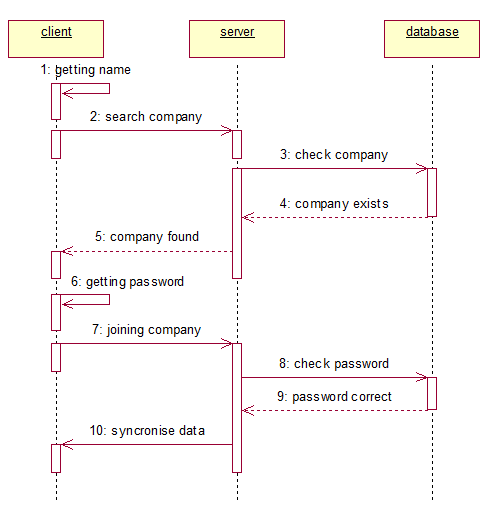 client
server
database
1: getting name
2: search company
3: check company
4: company exists
5: company found
6: getting password
7: joining company
8: check password
9: password correct
10: syncronise data